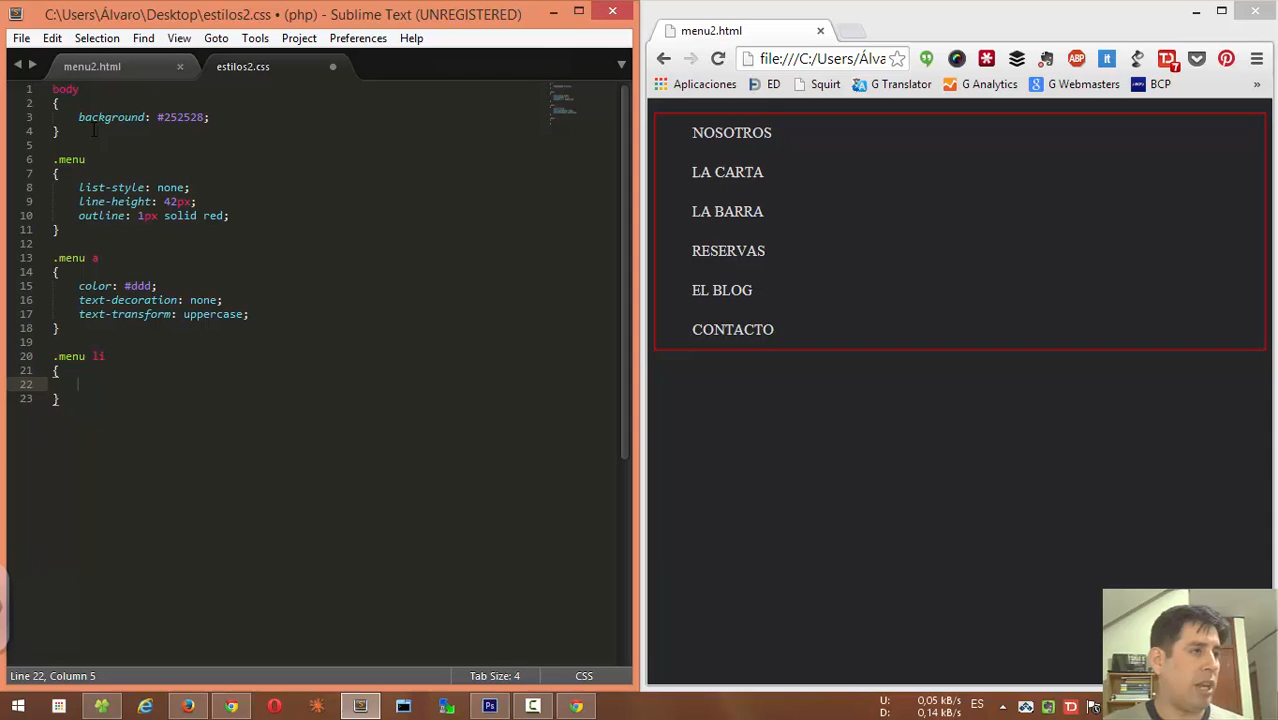 C:\Users\Álvaro\Desktop\estilos2.css • (php) - Sublime Text (UNREGISTERED)
File Edit Selection Find View Goto Tools Project Preferences Help
menu2.html
estilos2.css
1 body
2 {
3 background: #252528;
4 }
5
6 .menu
7 {
8 list-style: none;
9 line-height: 42px;
10 outline: 1px solid red;
11 }
12
13 .menu a
14 {
15 color: #ddd;
16 text-decoration: none;
17 text-transform: uppercase;
18 }
19
20 .menu li
21 {
22
23 }
Line 22, Column 5
Tab Size: 4
CSS
menu2.html
file:///C:/Users/Álva
ABP
it
7
Aplicaciones
ED
Squirt
G Translator
G Analytics
G Webmasters
BCP
NOSOTROS
LA CARTA
LA BARRA
RESERVAS
EL BLOG
CONTACTO
Ps
U: 0,05 kB/s
D: 0,14 kB/s
ES